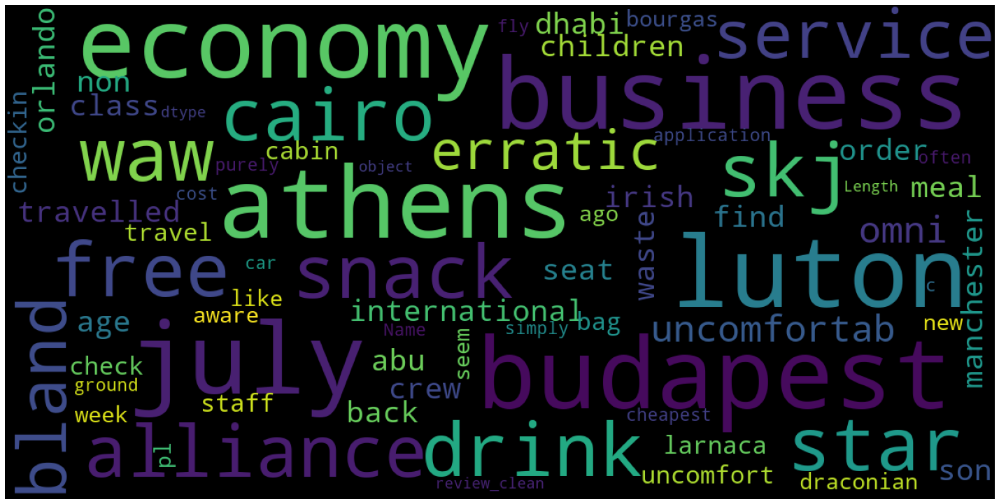 economy
fly
dhabi
bourgas
service
children
orlando
non
business
class
dtype
cairo
checkin
waw
cabin
erratic
application
skj
order
often
purely
object
athens
travelled
cost
irish
Length
meal
travel
ago
find
omni
free
snack
car
seat
waste
luton
c
manchester
like
aware
international
bag
simply
Name
uncomfortab
new
bland
age
july
check
ground
week
staff
abu
seem
crew
back
budapest
cheapest
alliance
pl
drink
larnaca
star
son
uncomfort
draconian
review_clean